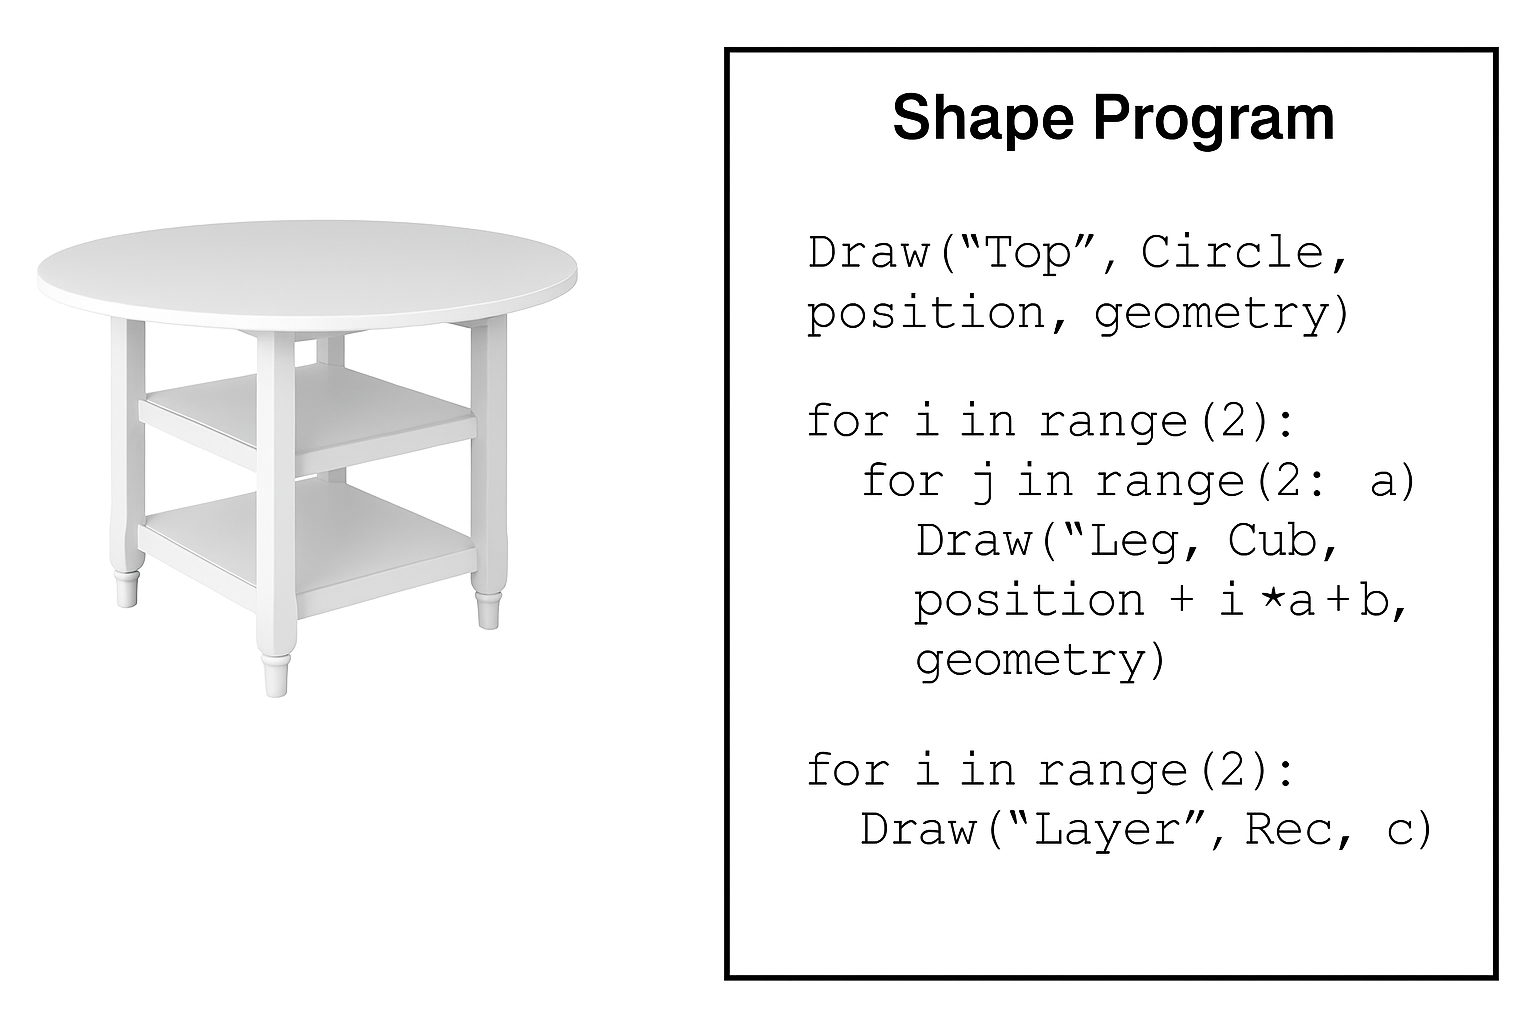 Shape Program
Draw(“Top”, Circle,
position, geometry)
for i in range(2):
for j in range(2: a)
Draw(“Leg, Cub,
position + i *a+b,
geometry)
for i in range(2):
Draw(“Layer”, Rec, c)